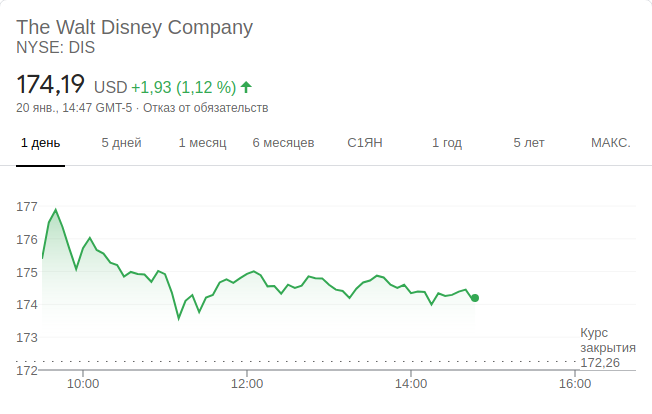 The Walt Disney Company
NYSE: DIS
174,19 USD +1,93 (1,12 %)
20 янв., 14:47 GMT-5 · Отказ от обязательств
1 день 5 дней 1 месяц 6 месяцев С1ЯН 1 год 5 лет МАКС.
177
176
175
174
173
Курс
закрытия
172,26
172
10:00 12:00 14:00 16:00